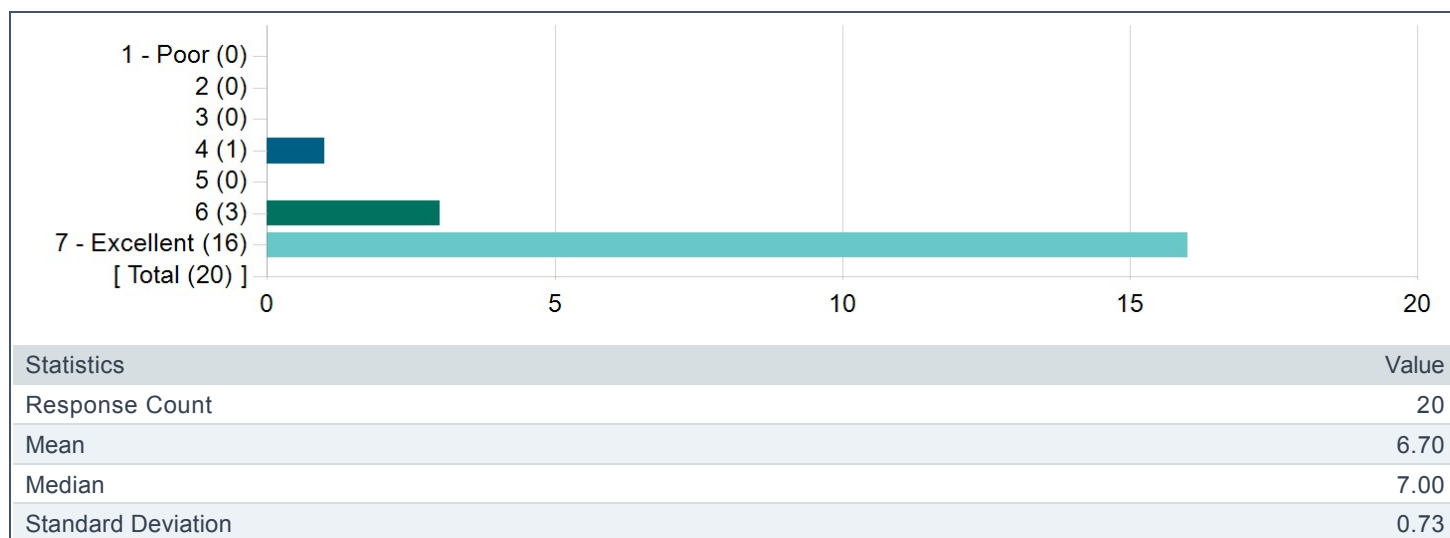 1 - Poor (0)
2 (0)
3 (0)
4 (1)
5 (0)
6 (3)
7 - Excellent (16)
[ Total (20) ]
0 5 10 15 20
Statistics Value
Response Count 20
Mean 6.70
Median 7.00
Standard Deviation 0.73